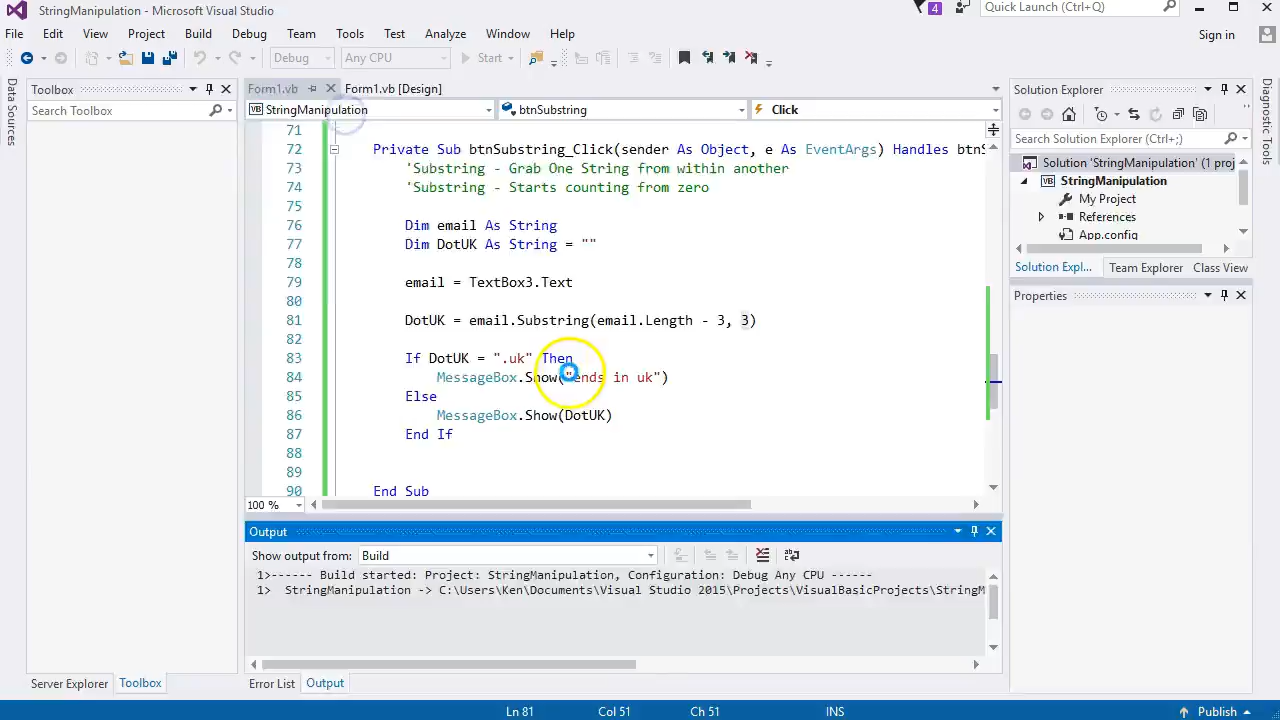 StringManipulation - Microsoft Visual Studio
4
Quick Launch (Ctrl+Q)
File Edit View Project Build Debug Team Tools Test Analyze Window Help
Sign in
Debug Any CPU Start
Data Sources
Toolbox
Search Toolbox
Form1.vb Form1.vb [Design]
VB StringManipulation btnSubstring Click
71
72 Private Sub btnSubstring_Click(sender As Object, e As EventArgs) Handles btnS
73 'Substring - Grab One String from within another
74 'Substring - Starts counting from zero
75
76 Dim email As String
77 Dim DotUK As String = ""
78
79 email = TextBox3.Text
80
81 DotUK = email.Substring(email.Length - 3, 3)
82
83 If DotUK = ".uk" Then
84 MessageBox.Show("ends in uk")
85 Else
86 MessageBox.Show(DotUK)
87 End If
88
89
90 End Sub
100 %
Output
Show output from: Build
1>------ Build started: Project: StringManipulation, Configuration: Debug Any CPU ------
1> StringManipulation -> C:\Users\Ken\Documents\Visual Studio 2015\Projects\VisualBasicProjects\StringM
Server Explorer Toolbox
Error List Output
Solution Explorer
Search Solution Explorer (Ctrl+;)
Solution 'StringManipulation' (1 proj
VB StringManipulation
My Project
References
App.config
Solution Expl... Team Explorer Class View
Properties
Diagnostic Tools
Ln 81 Col 51 Ch 51 INS Publish